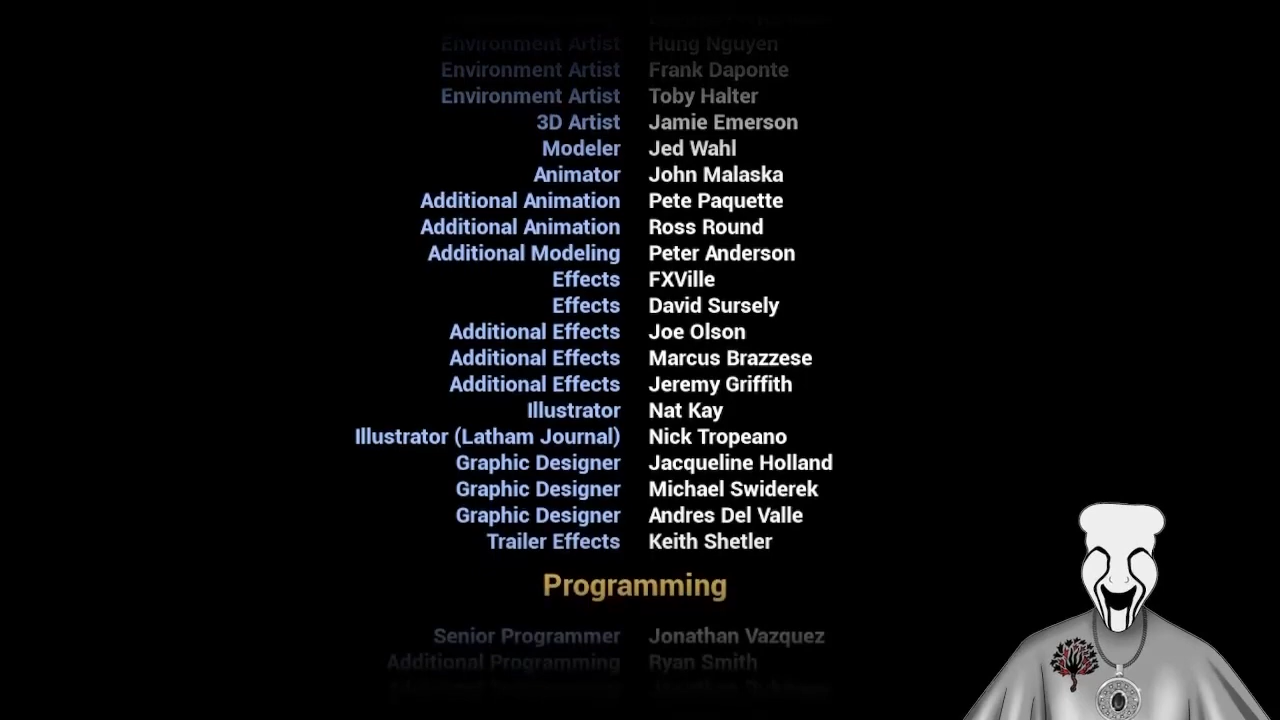 Environment Artist Hung Nguyen
Environment Artist Frank Daponte
Environment Artist Toby Halter
3D Artist Jamie Emerson
Modeler Jed Wahl
Animator John Malaska
Additional Animation Pete Paquette
Additional Animation Ross Round
Additional Modeling Peter Anderson
Effects FXVille
Effects David Sursely
Additional Effects Joe Olson
Additional Effects Marcus Brazzese
Additional Effects Jeremy Griffith
Illustrator Nat Kay
Illustrator (Latham Journal) Nick Tropeano
Graphic Designer Jacqueline Holland
Graphic Designer Michael Swiderek
Graphic Designer Andres Del Valle
Trailer Effects Keith Shetler
Programming
Senior Programmer Jonathan Vazquez
Additional Programming Ryan Smith